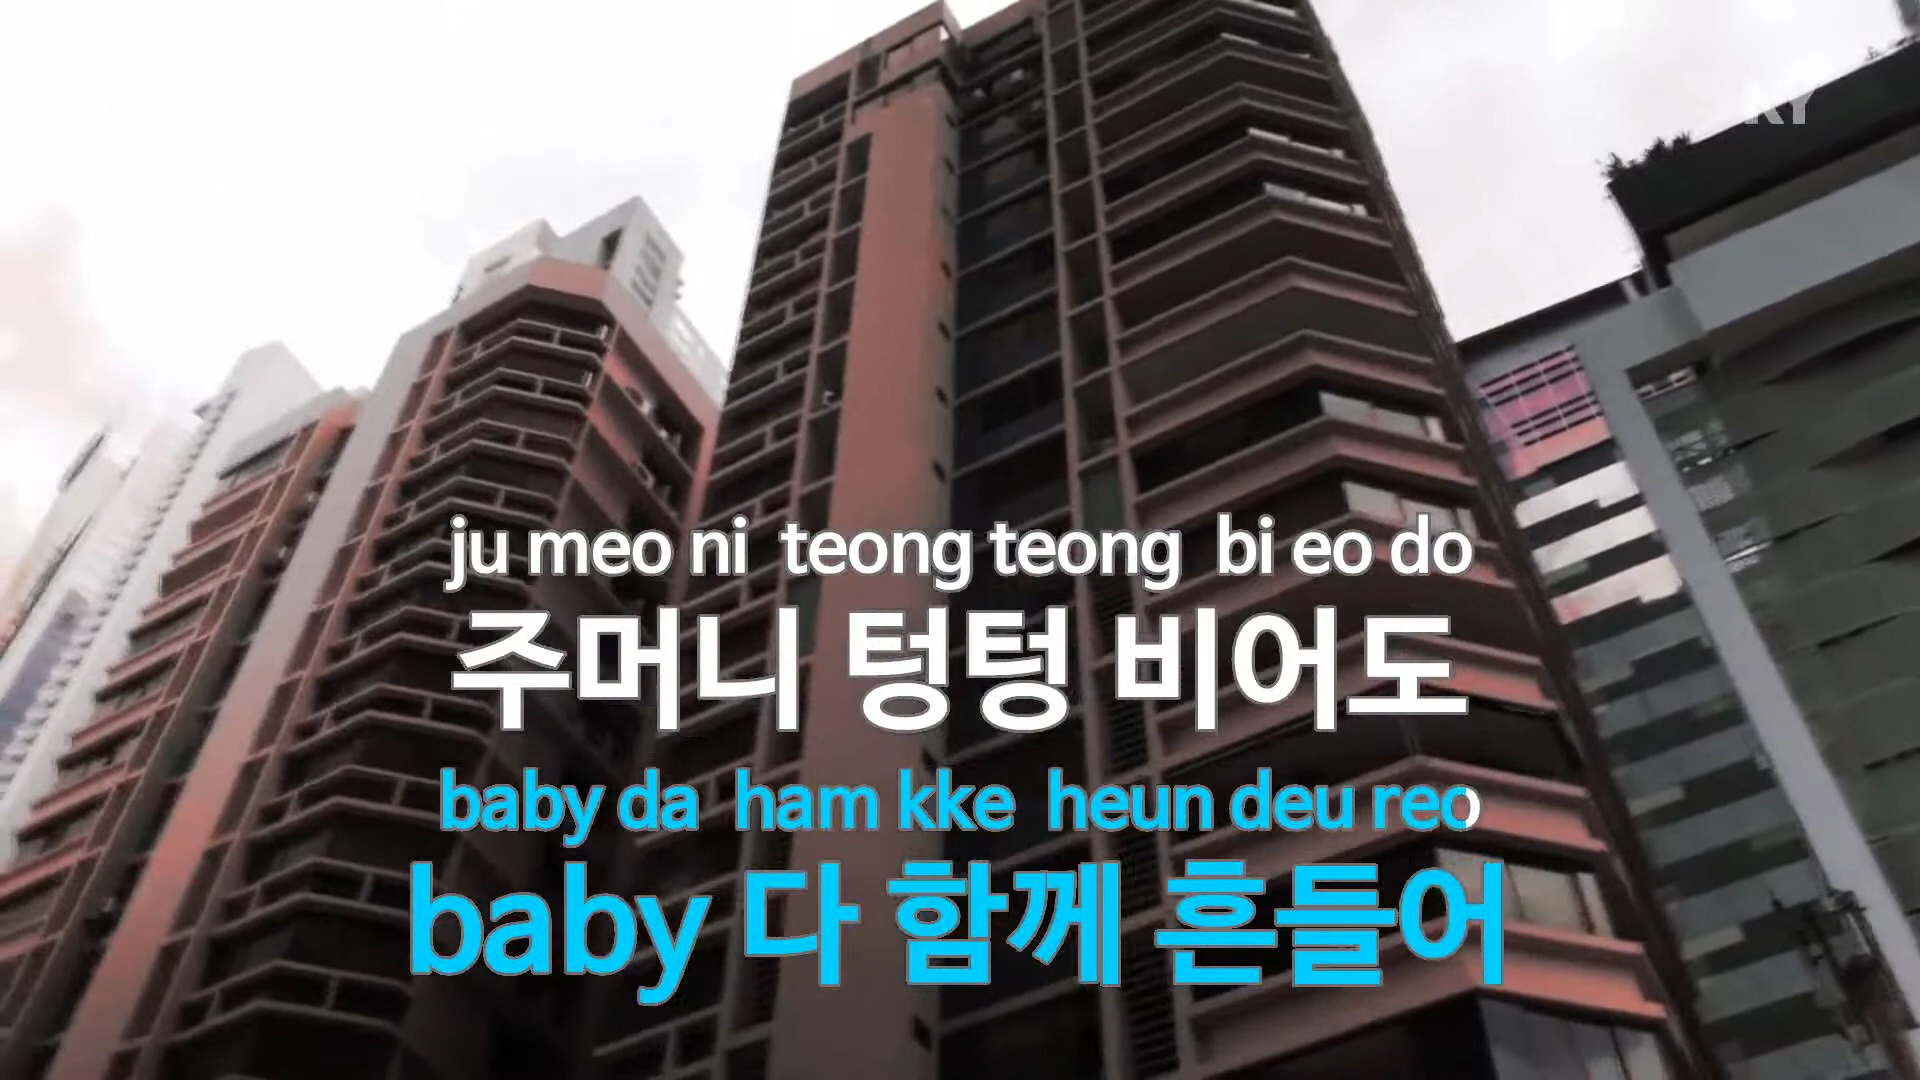 KY
ju meo ni teong teong bi eo do
주머니 텅텅 비어도
baby da ham kke heun deu reo
baby 다 함께 흔들어